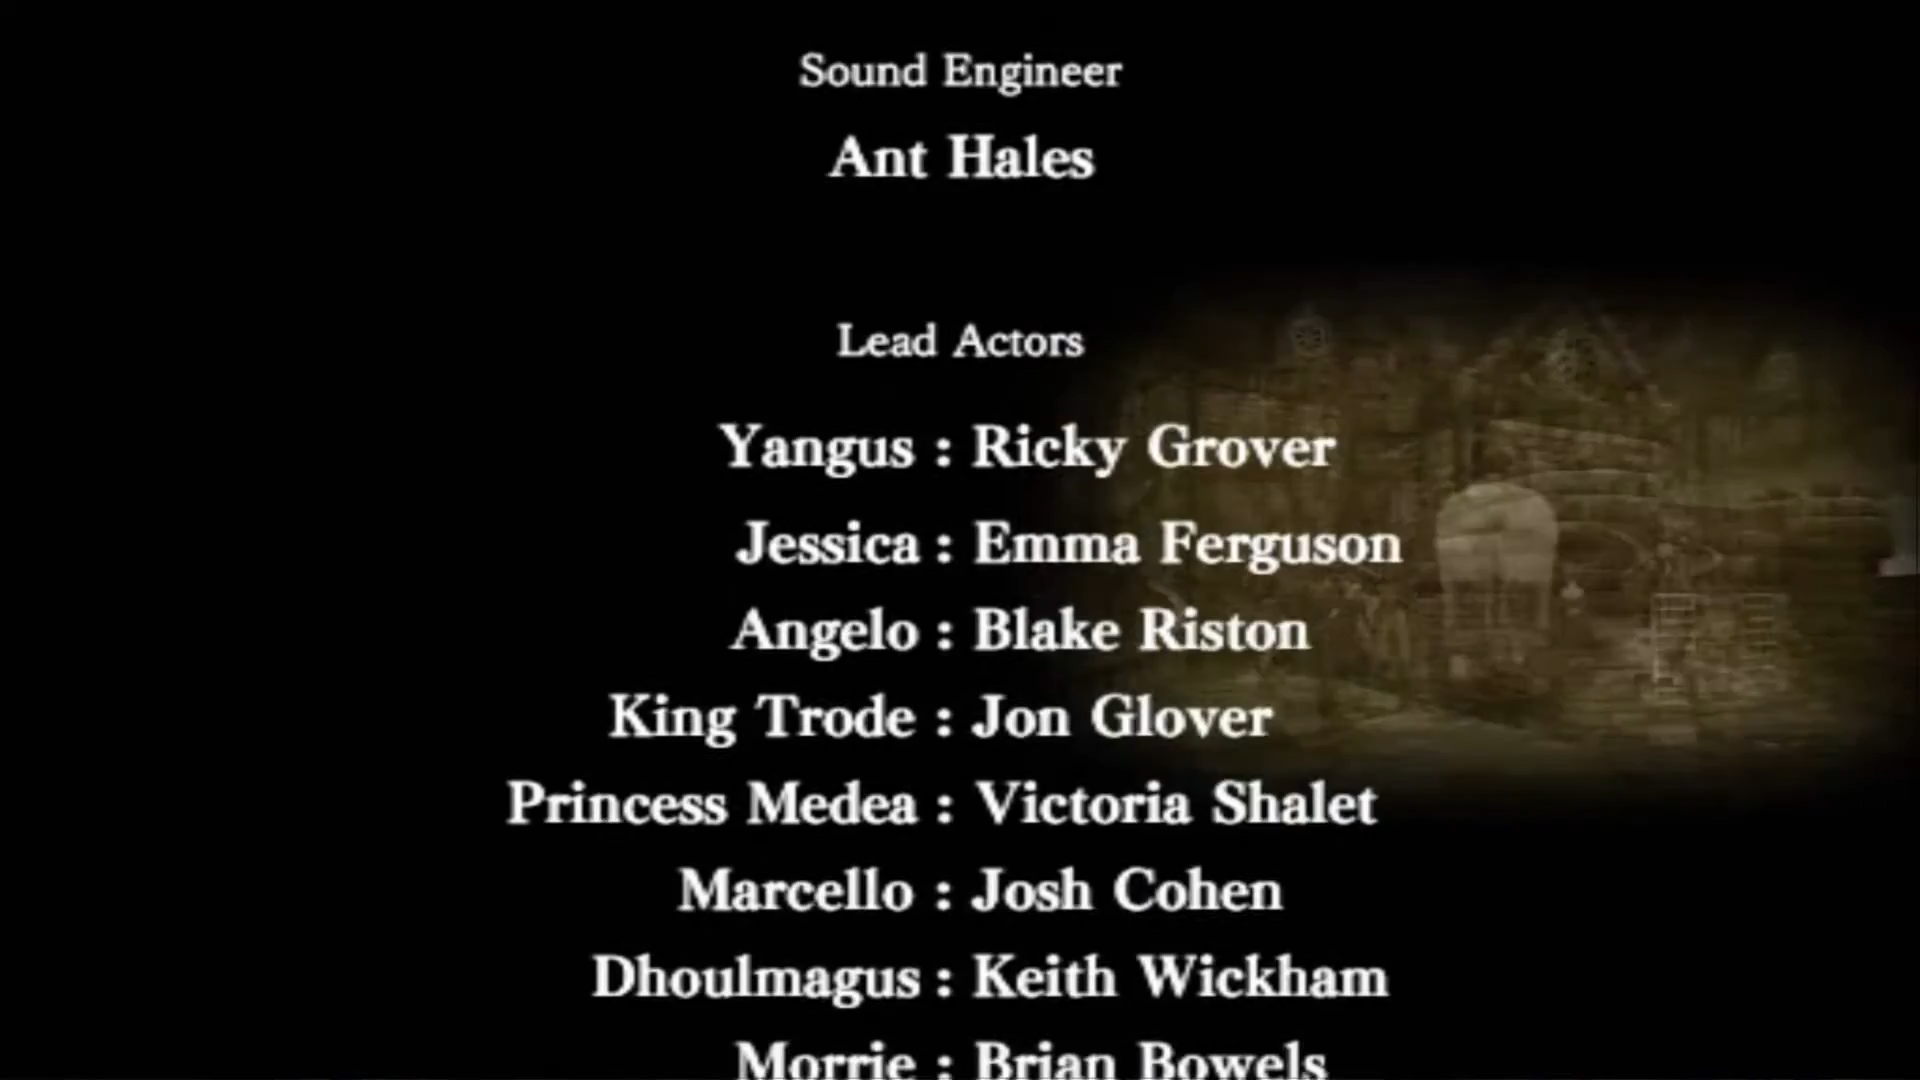 Sound Engineer
Ant Hales
Lead Actors
Yangus : Ricky Grover
Jessica : Emma Ferguson
Angelo : Blake Riston
King Trode : Jon Glover
Princess Medea : Victoria Shalet
Marcello : Josh Cohen
Dhoulmagus : Keith Wickham
Morrie : Brian Bowels